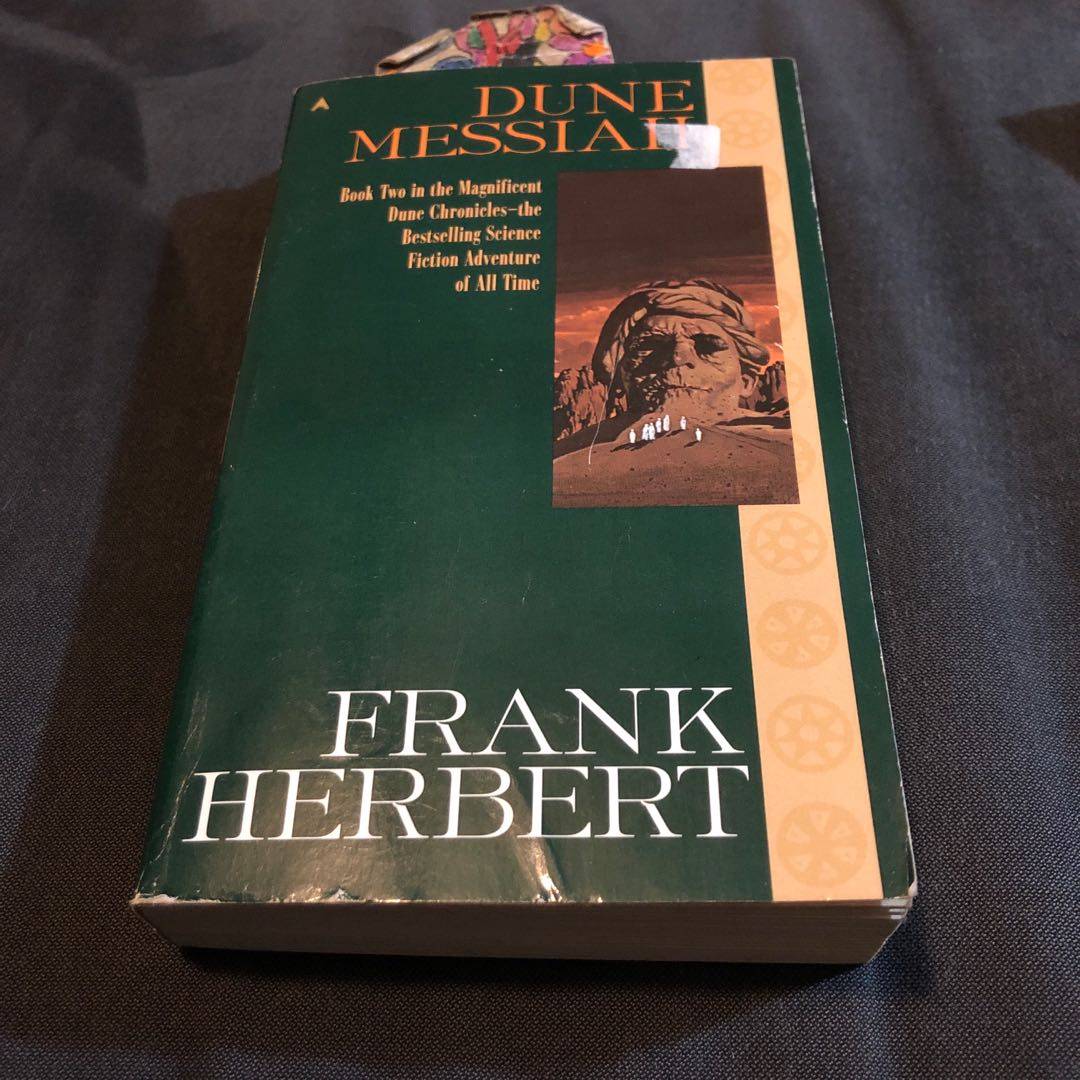 DUNE
MESSIAH
Book Two in the Magnificent
Dune Chronicles–the
Bestselling Science
Fiction Adventure
of All Time
FRANK
HERBERT